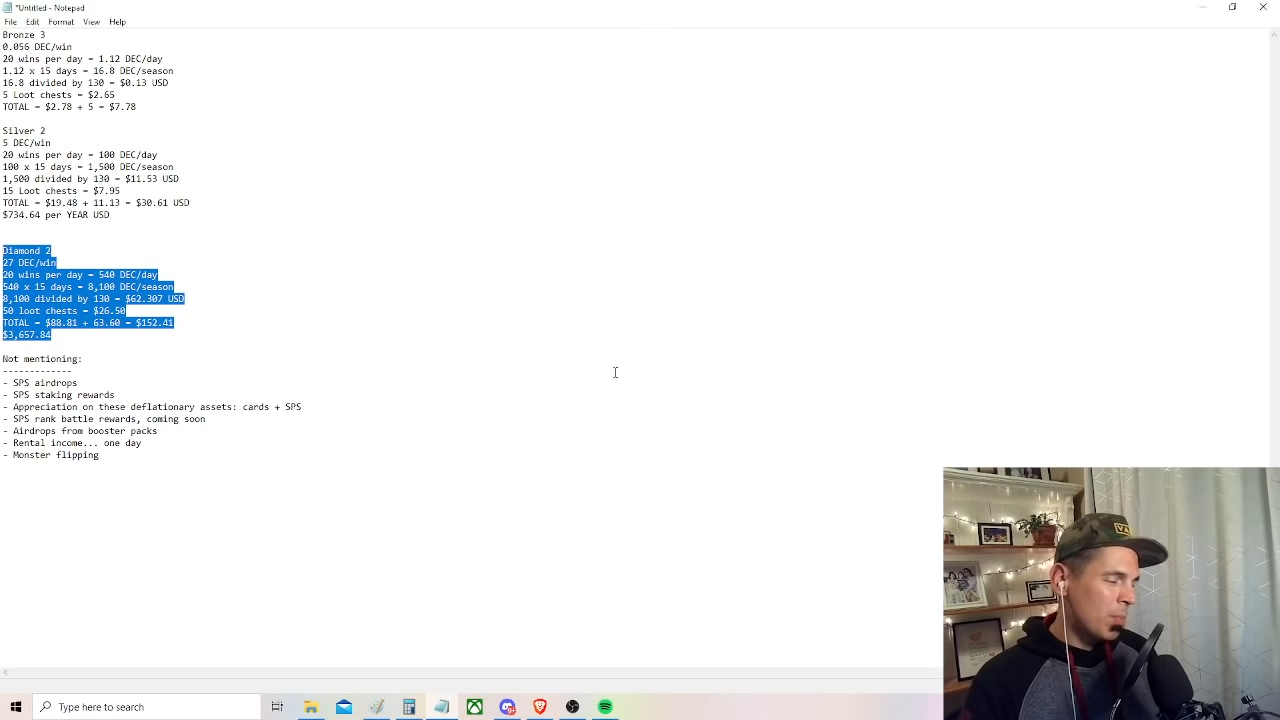 *Untitled - Notepad
File Edit Format View Help
Bronze 3
0.056 DEC/win
20 wins per day = 1.12 DEC/day
1.12 x 15 days = 16.8 DEC/season
16.8 divided by 130 = $0.13 USD
5 Loot chests = $2.65
TOTAL = $2.78 + 5 = $7.78
Silver 2
5 DEC/win
20 wins per day = 100 DEC/day
100 x 15 days = 1,500 DEC/season
1,500 divided by 130 = $11.53 USD
15 Loot chests = $7.95
TOTAL = $19.48 + 11.13 = $30.61 USD
$734.64 per YEAR USD
Diamond 2
27 DEC/win
20 wins per day = 540 DEC/day
540 x 15 days = 8,100 DEC/season
8,100 divided by 130 = $62.307 USD
50 loot chests = $26.50
TOTAL = $88.81 + 63.60 = $152.41
$3,657.84
Not mentioning:
-------------
- SPS airdrops
- SPS staking rewards
- Appreciation on these deflationary assets: cards + SPS
- SPS rank battle rewards, coming soon
- Airdrops from booster packs
- Rental income... one day
- Monster flipping
Type here to search